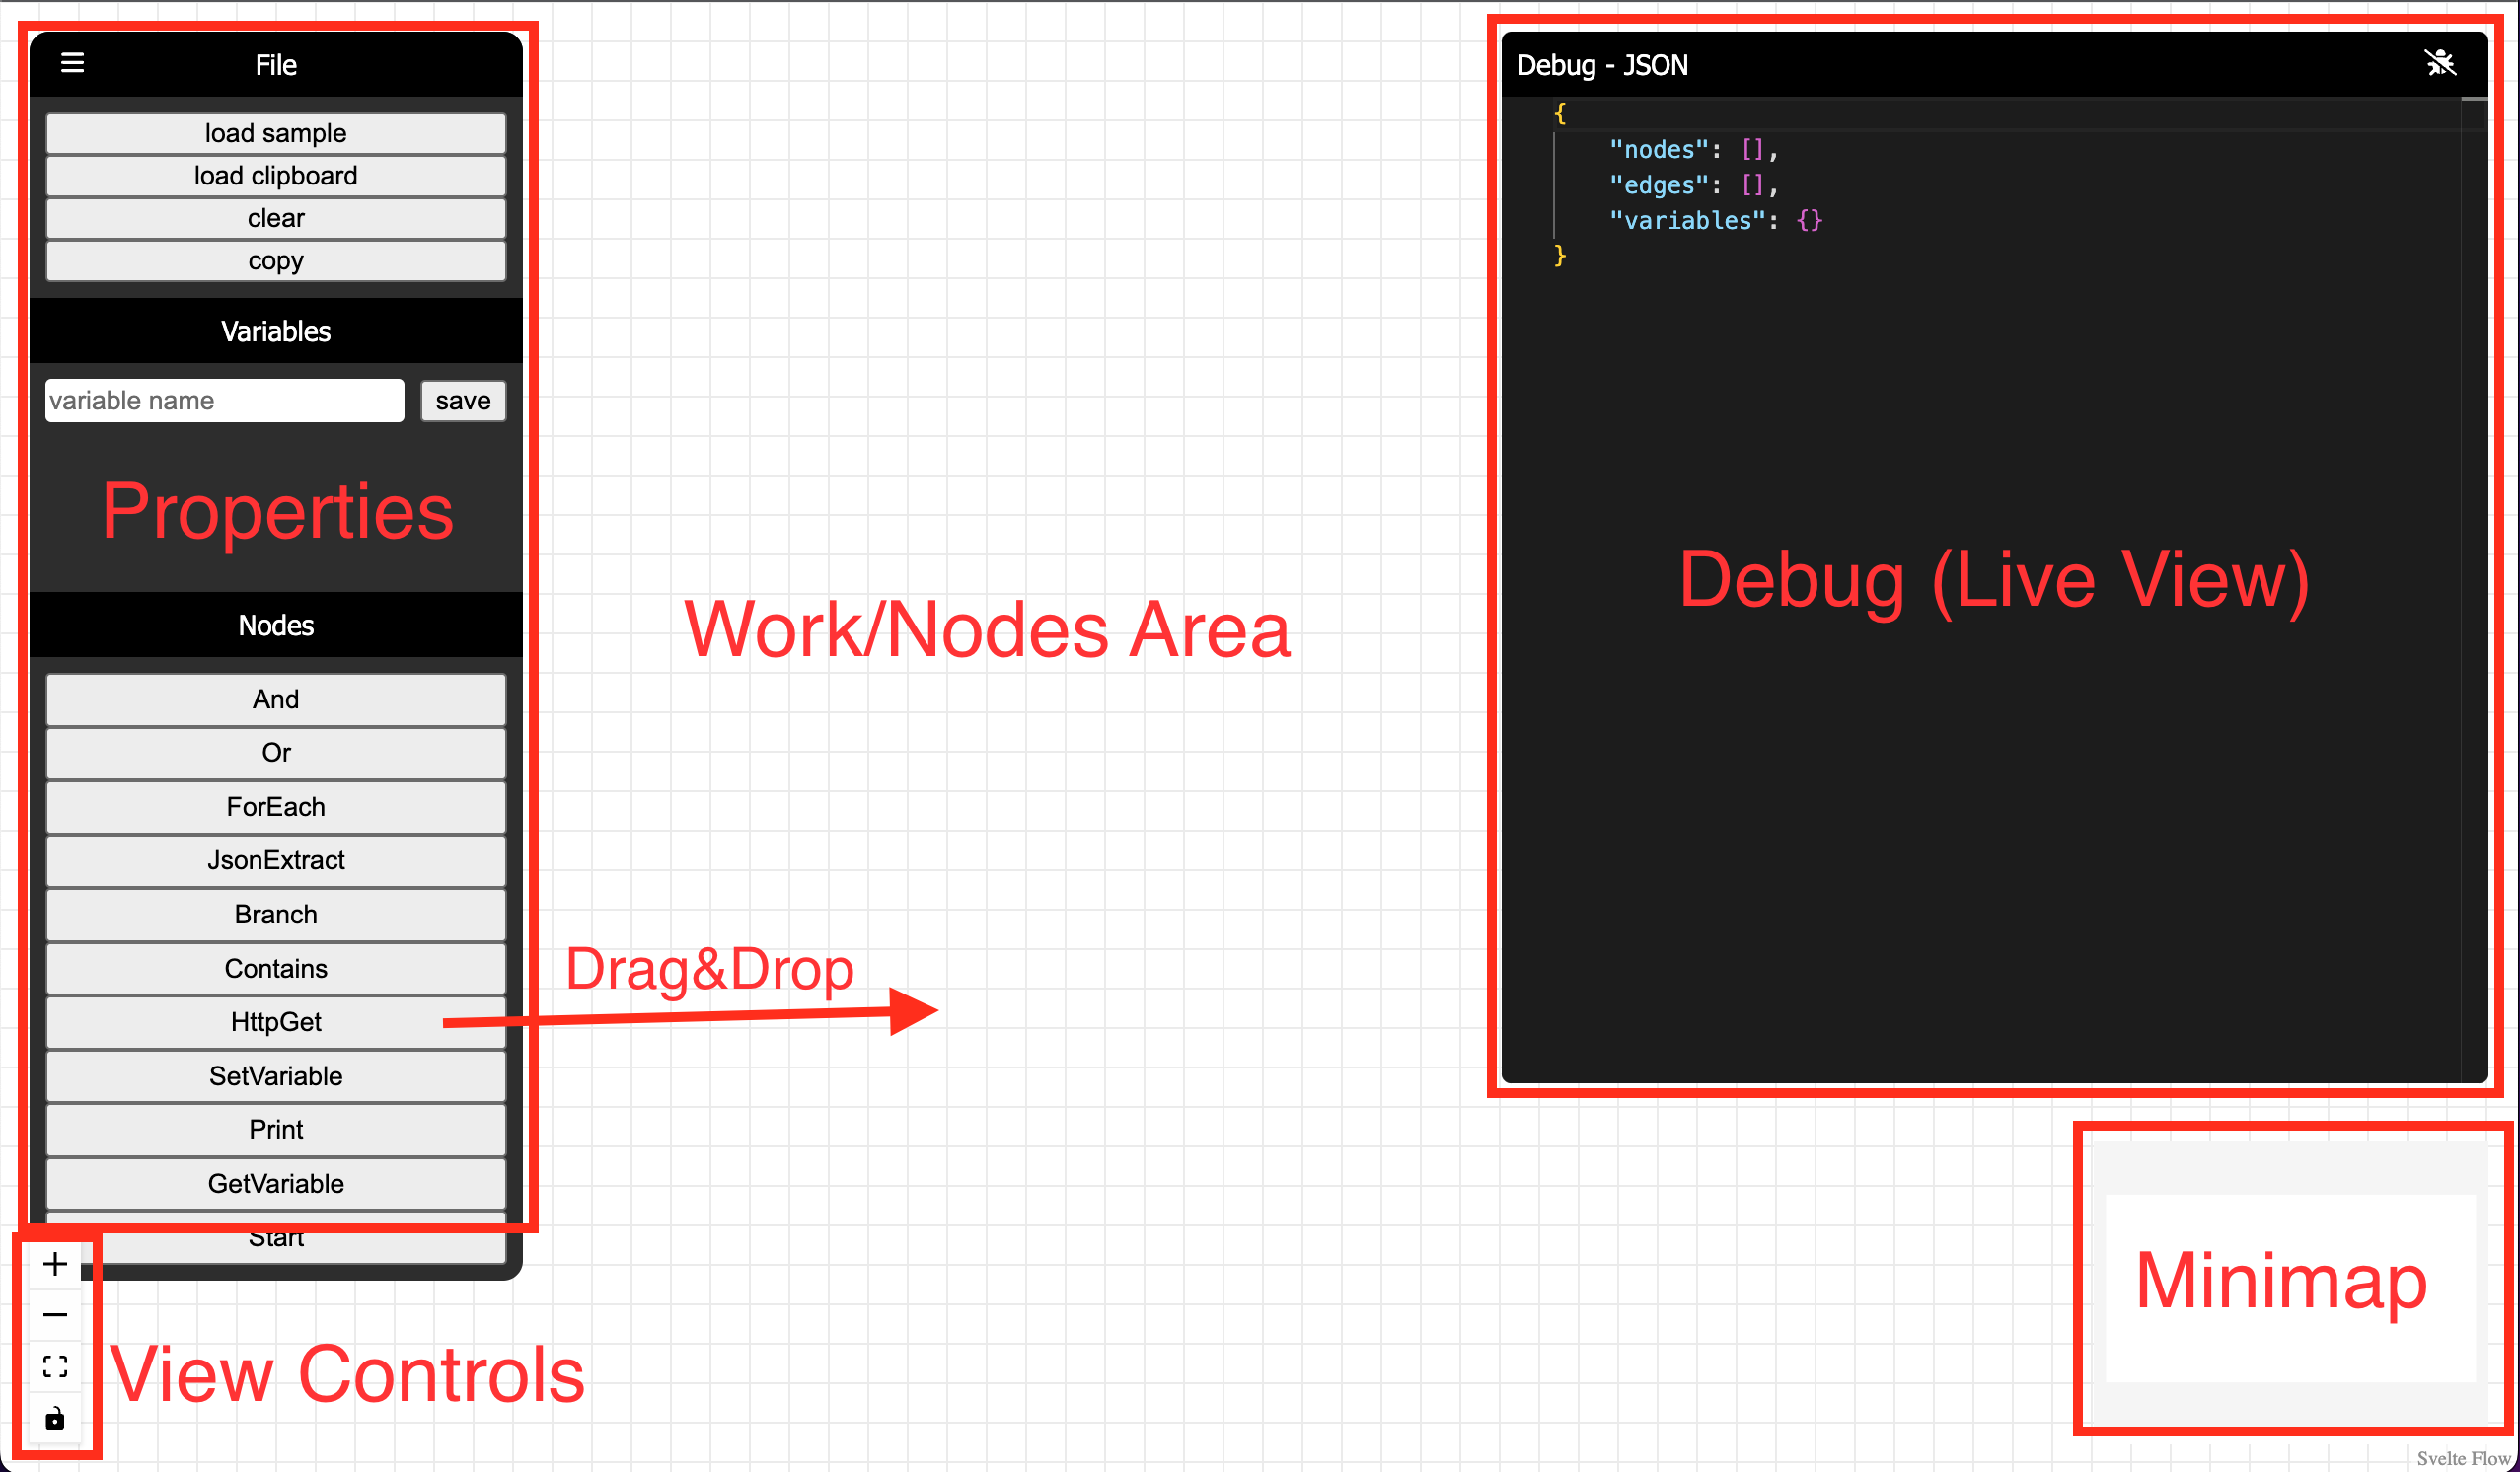 File
load sample
load clipboard
clear
copy
Variables
variable name save
Properties
Nodes
And
Or
ForEach
JsonExtract
Branch
Contains
HttpGet
SetVariable
Print
GetVariable
Start
View Controls
Work/Nodes Area
Drag&Drop
Debug - JSON
{
"nodes": [],
"edges": [],
"variables": {}
}
Debug (Live View)
Minimap
Svelte Flow